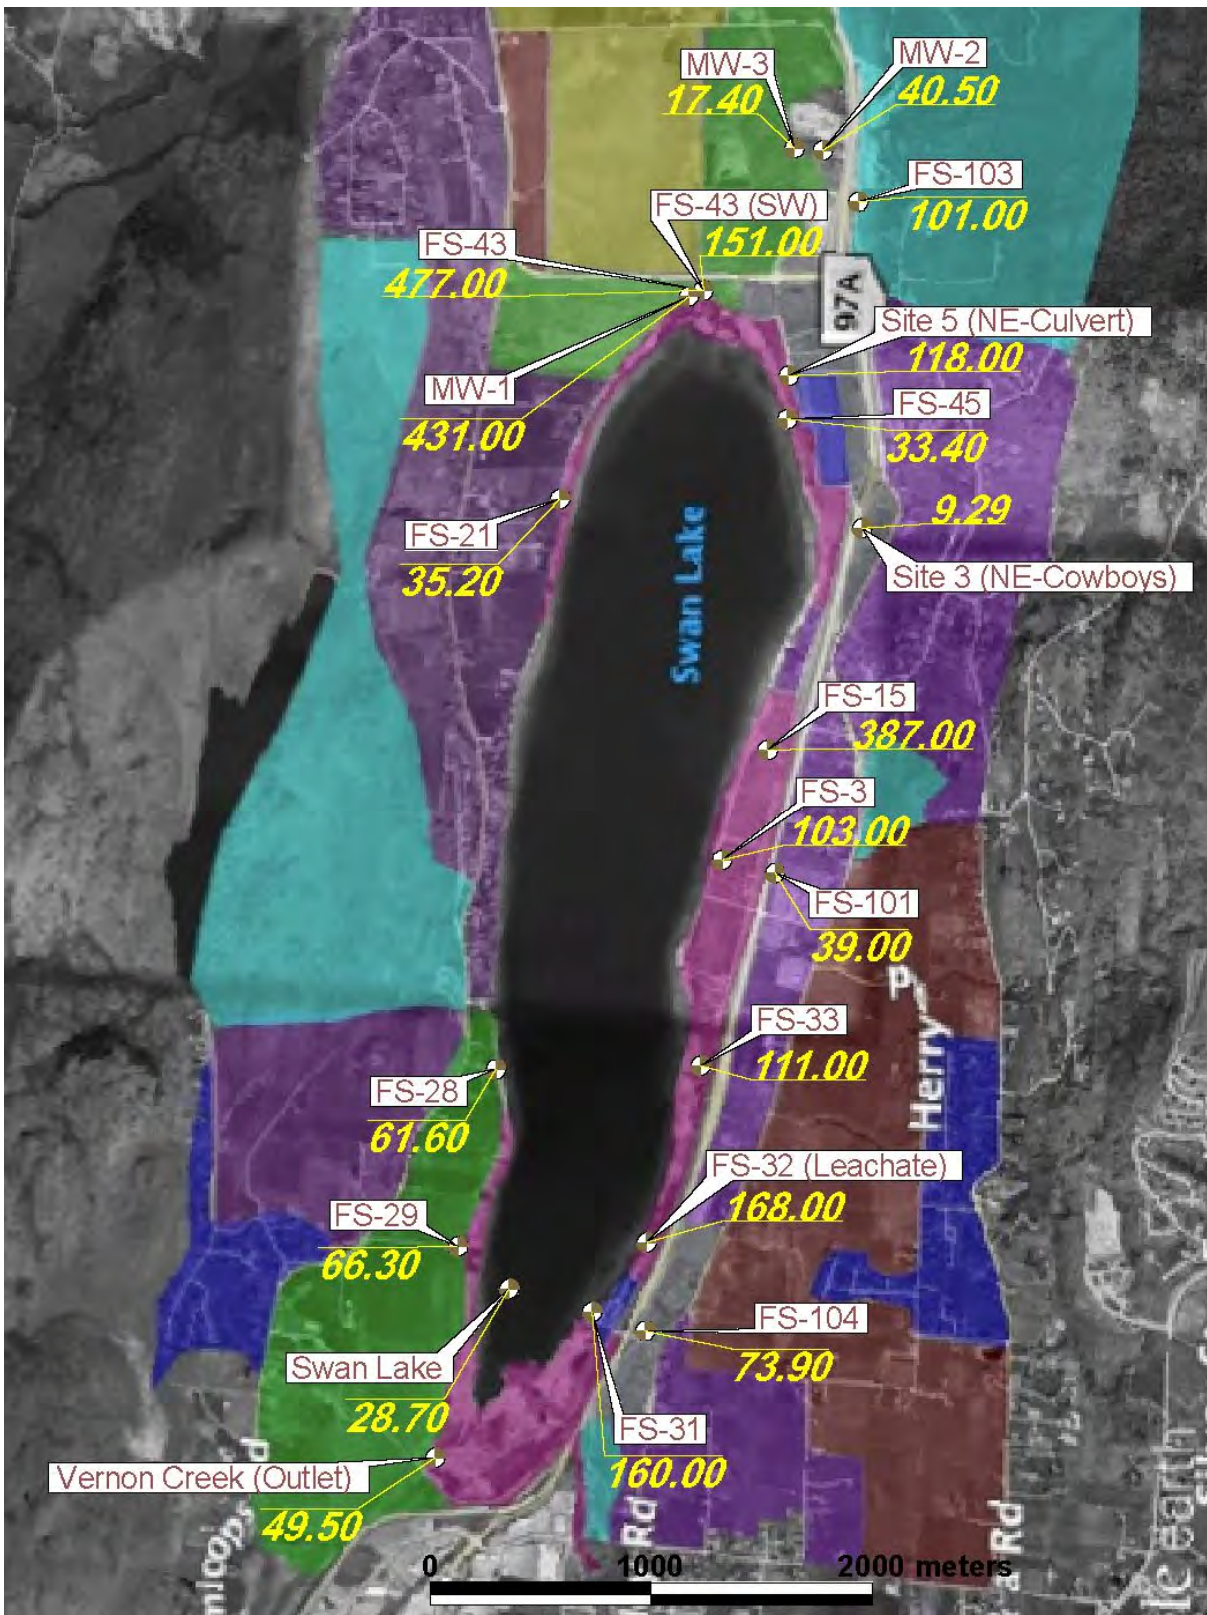 MW-3
17.40
MW-2
40.50
FS-103
101.00
FS-43 (SW)
151.00
FS-43
477.00
97A
Site 5 (NE-Culvert)
118.00
MW-1
431.00
FS-45
33.40
FS-21
35.20
9.29
Site 3 (NE-Cowboys)
Swan Lake
FS-15
387.00
FS-3
103.00
FS-101
39.00
FS-33
111.00
Herry
FS-28
61.60
FS-32 (Leachate)
168.00
FS-29
66.30
FS-104
73.90
Swan Lake
28.70
FS-31
160.00
Vernon Creek (Outlet)
49.50
Rd
Rd
0 1000 2000 meters